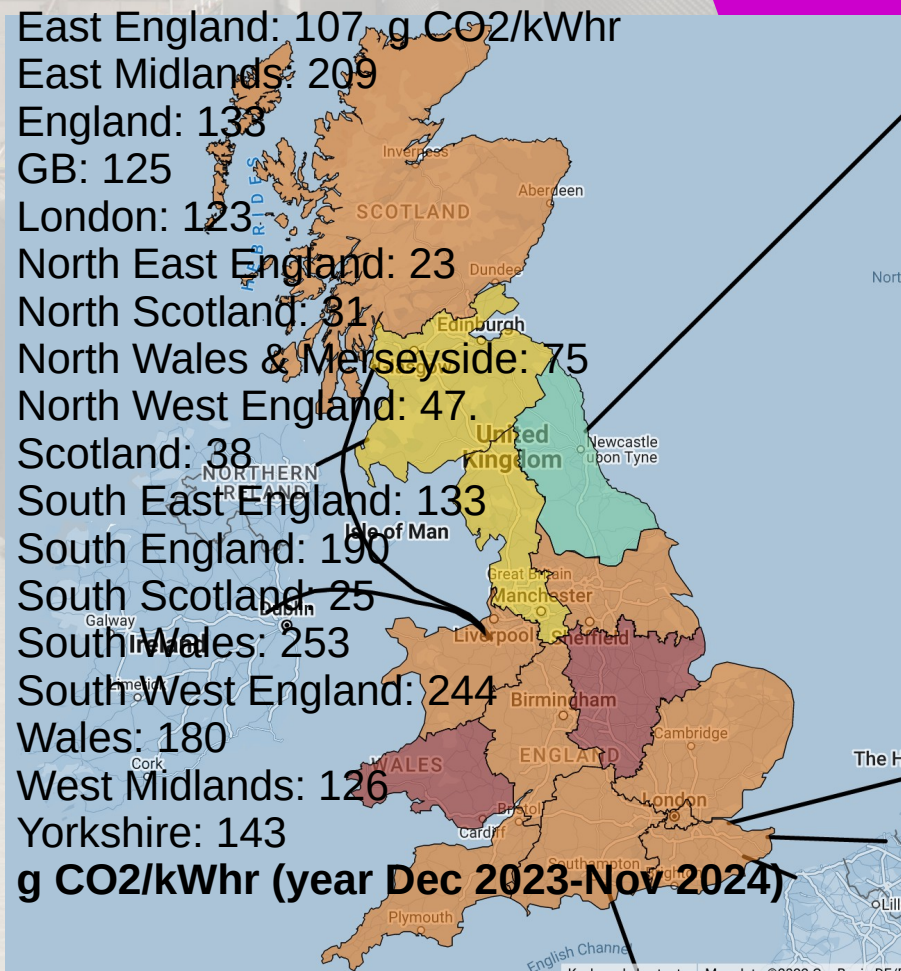 East England: 107 g CO2/kWhr
East Midlands: 209
England: 133
GB: 125
London: 123
North East England: 23
North Scotland: 31
North Wales & Merseyside: 75
North West England: 47.
Scotland: 38
South East England: 133
South England: 190
South Scotland: 25
South Wales: 253
South West England: 244
Wales: 180
West Midlands: 126
Yorkshire: 143
g CO2/kWhr (year Dec 2023-Nov 2024)
Inverness
Aberdeen
SCOTLAND
HEBRIDES
Dundee
Nort
Edinburgh
Glasgow
United
Kingdom
Newcastle
upon Tyne
NORTHERN
IRELAND
Isle of Man
Great Britain
Manchester
Dublin
Galway
Ireland
Liverpool
Sheffield
Limerick
Birmingham
Cambridge
Cork
WALES
ENGLAND
The H
London
Bristol
Cardiff
Southampton
Plymouth
Lill
English Channel